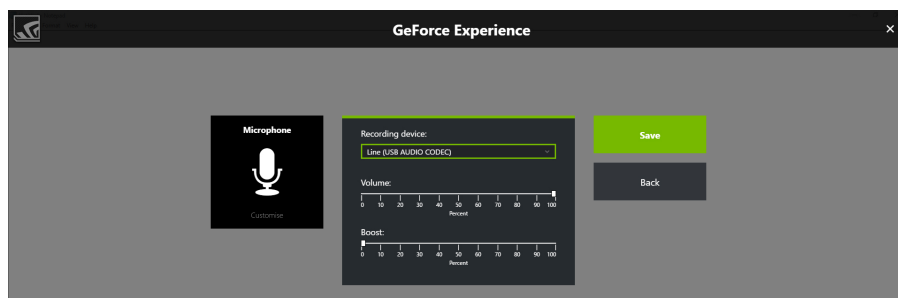 GeForce Experience
Microphone
Customise
Recording device:
Line (USB AUDIO CODEC)
Volume:
0 10 20 30 40 50 60 70 80 90 100
Percent
Boost:
0 10 20 30 40 50 60 70 80 90 100
Percent
Save
Back